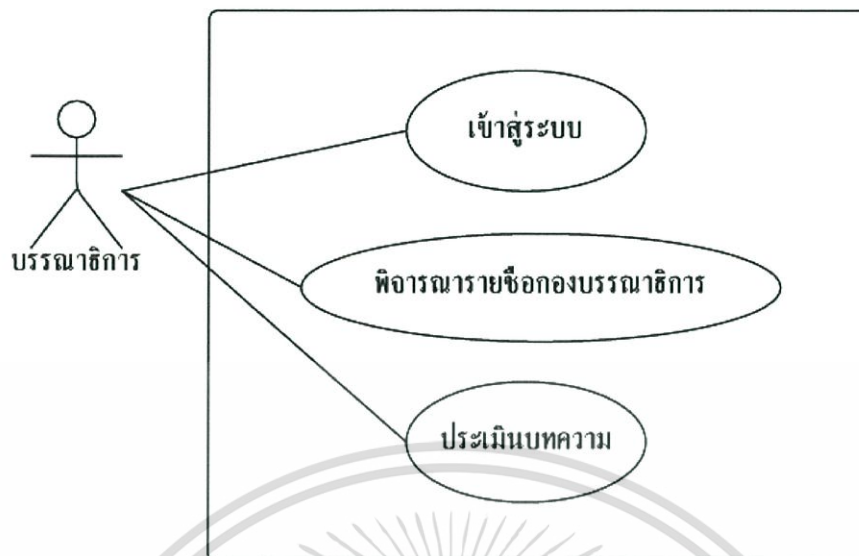 เข้าสู่ระบบ
บรรณาธิการ
พิจารณารายชื่อกองบรรณาธิการ
ประเมินบทความ